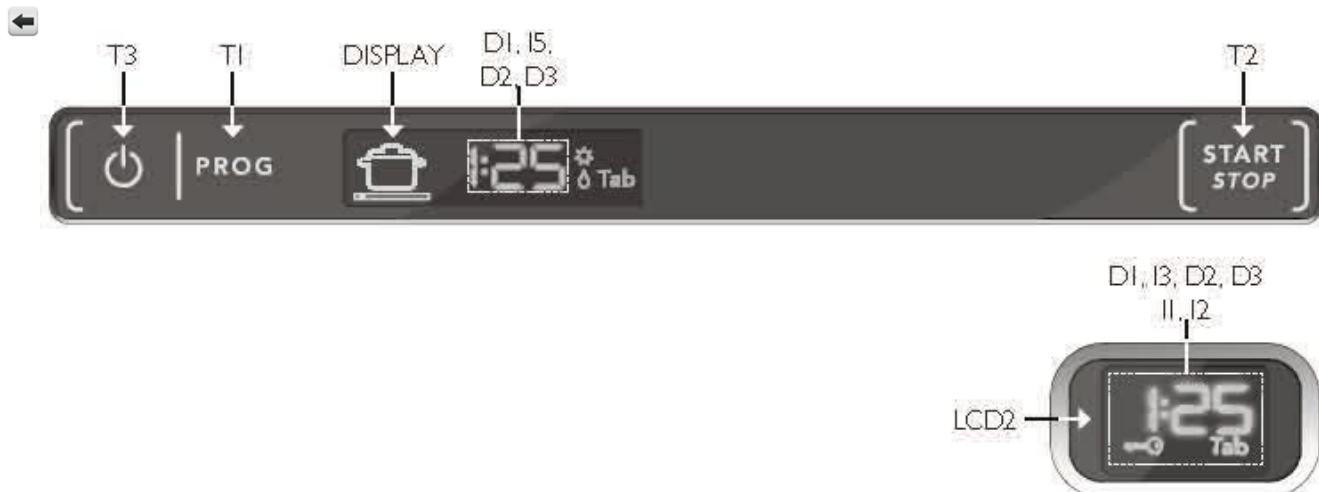 T3
T1
DISPLAY
D1, I5,
D2, D3
T2
PROG
1:25
Tab
START
STOP
D1, I3, D2, D3
I1, I2
LCD2
1:25
Tab